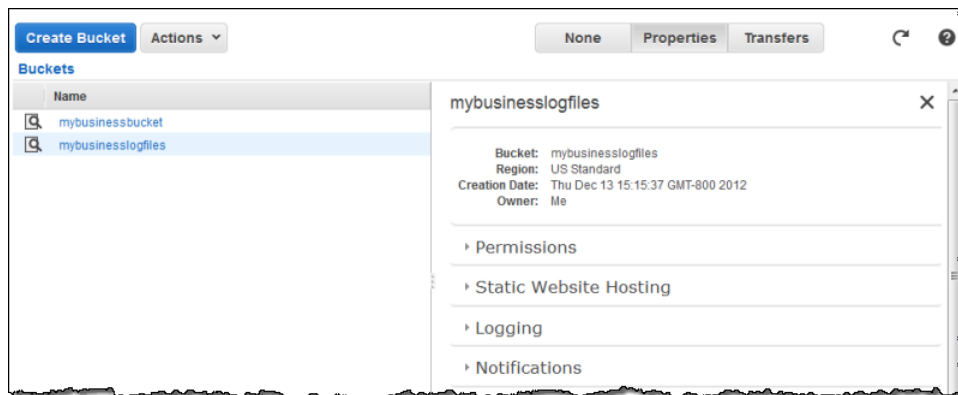 Create Bucket Actions None Properties Transfers
Buckets
Name
mybusinessbucket
mybusinesslogfiles
mybusinesslogfiles
Bucket: mybusinesslogfiles
Region: US Standard
Creation Date: Thu Dec 13 15:15:37 GMT-800 2012
Owner: Me
Permissions
Static Website Hosting
Logging
Notifications